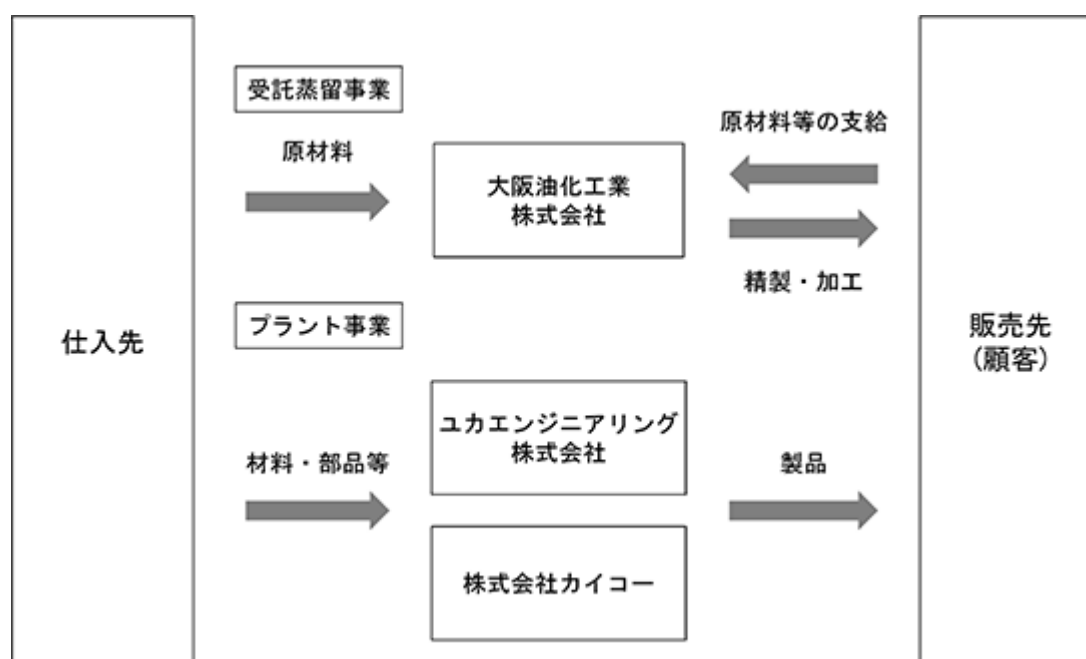 仕入先
受託蒸留事業
原材料
大阪油化工業
株式会社
原材料等の支給
精製・加工
プラント事業
材料・部品等
ユカエンジニアリング
株式会社
株式会社カイコー
製品
販売先
(顧客)